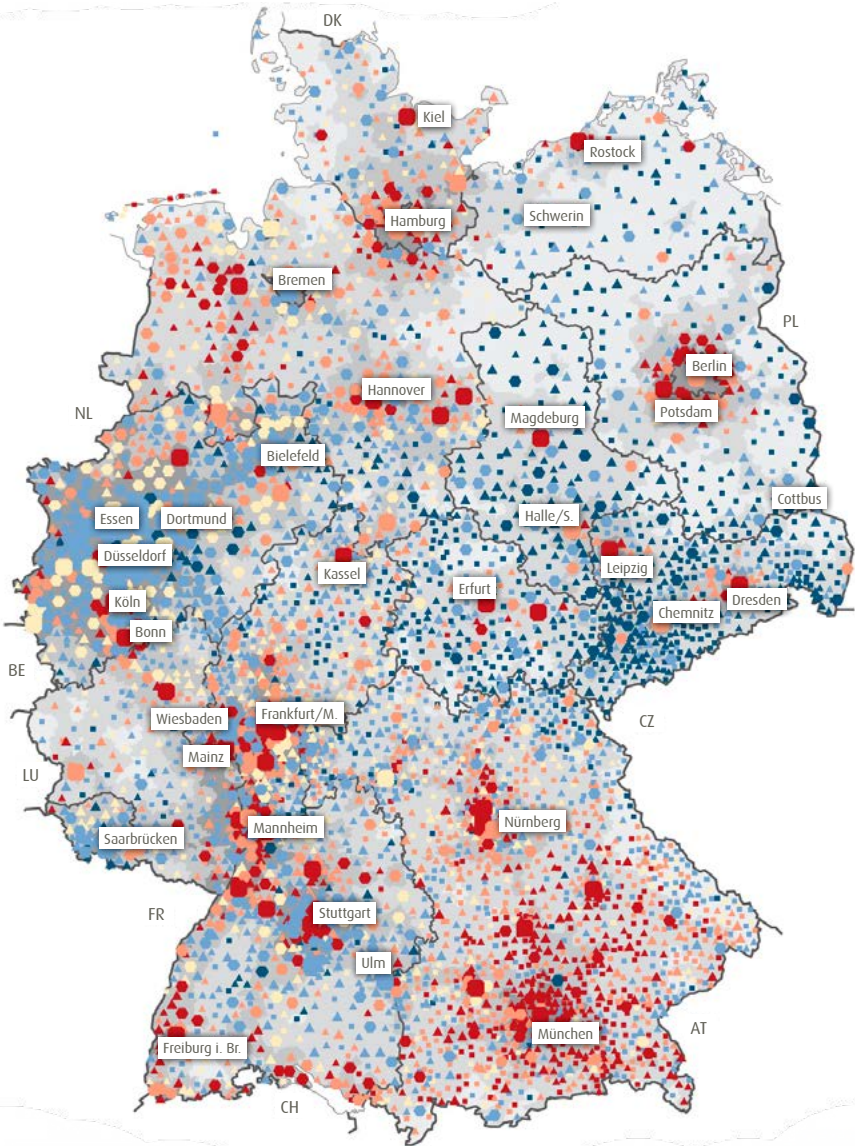 DK
Kiel
Rostock
Schwerin
Hamburg
Bremen
PL
Berlin
Hannover
Potsdam
NL
Magdeburg
Bielefeld
Cottbus
Essen
Dortmund
Halle/S.
Düsseldorf
Kassel
Leipzig
Erfurt
Köln
Dresden
Chemnitz
Bonn
BE
Wiesbaden
Frankfurt/M.
CZ
Mainz
LU
Nürnberg
Mannheim
Saarbrücken
FR
Stuttgart
Ulm
AT
München
Freiburg i. Br.
CH